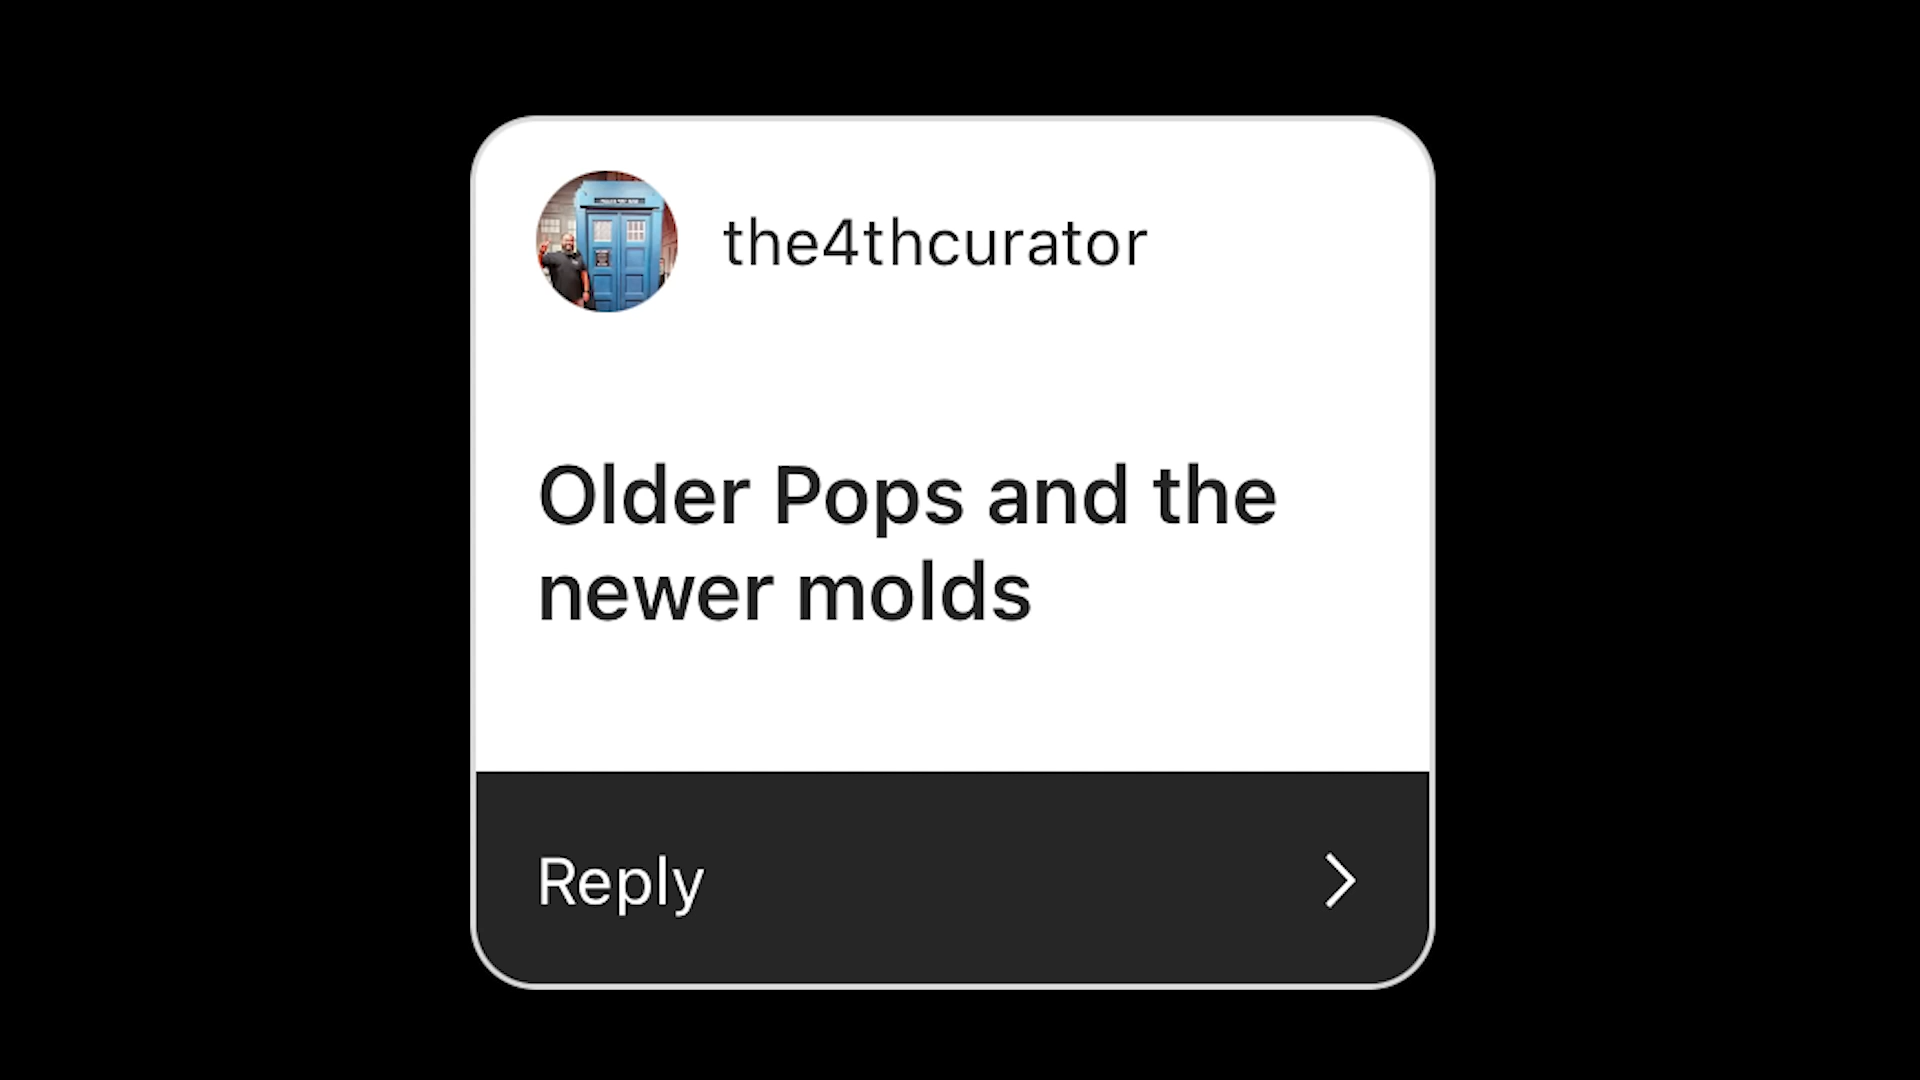 the4thcurator
Older Pops and the
newer molds
Reply